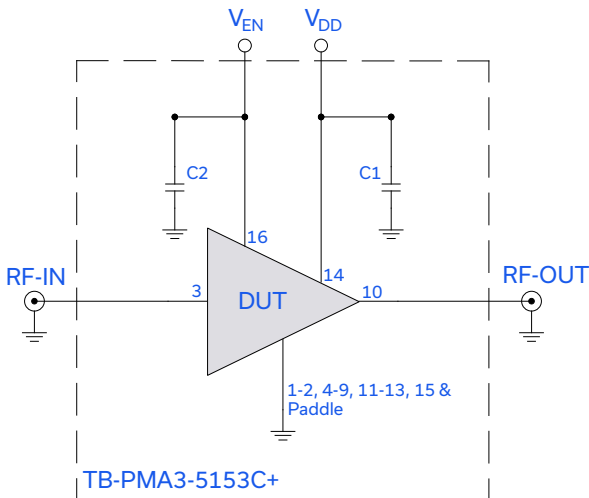 VEN
VDD
C2
C1
16
RF-IN
14
RF-OUT
3
DUT
10
1-2, 4-9, 11-13, 15 &
Paddle
TB-PMA3-5153C+